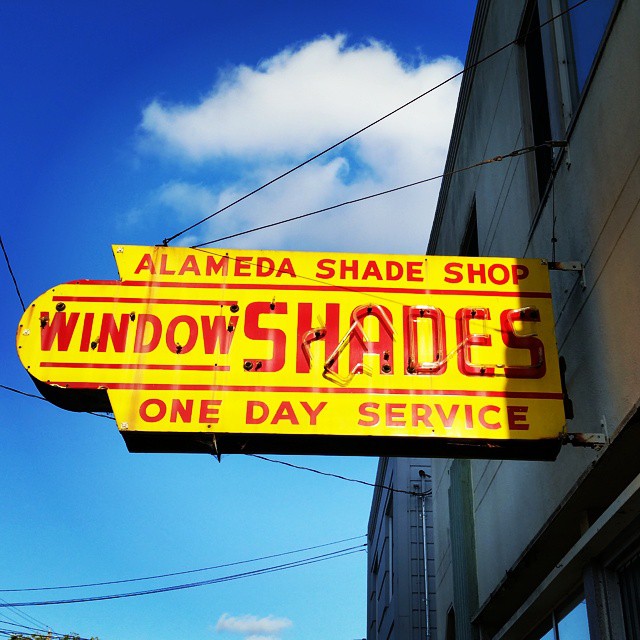 ALAMEDA SHADE SHOP
WINDOW SHADES
ONE DAY SERVICE